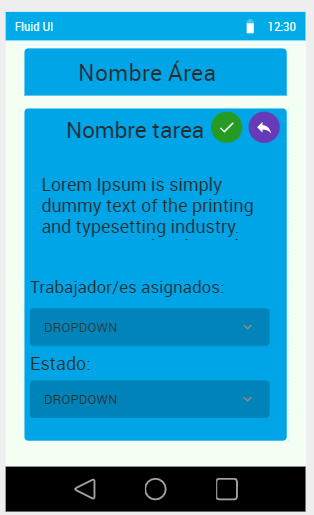 Fluid UI 12:30
Nombre Área
Nombre tarea
Lorem Ipsum is simply
dummy text of the printing
and typesetting industry.
Trabajador/es asignados:
DROPDOWN
Estado:
DROPDOWN